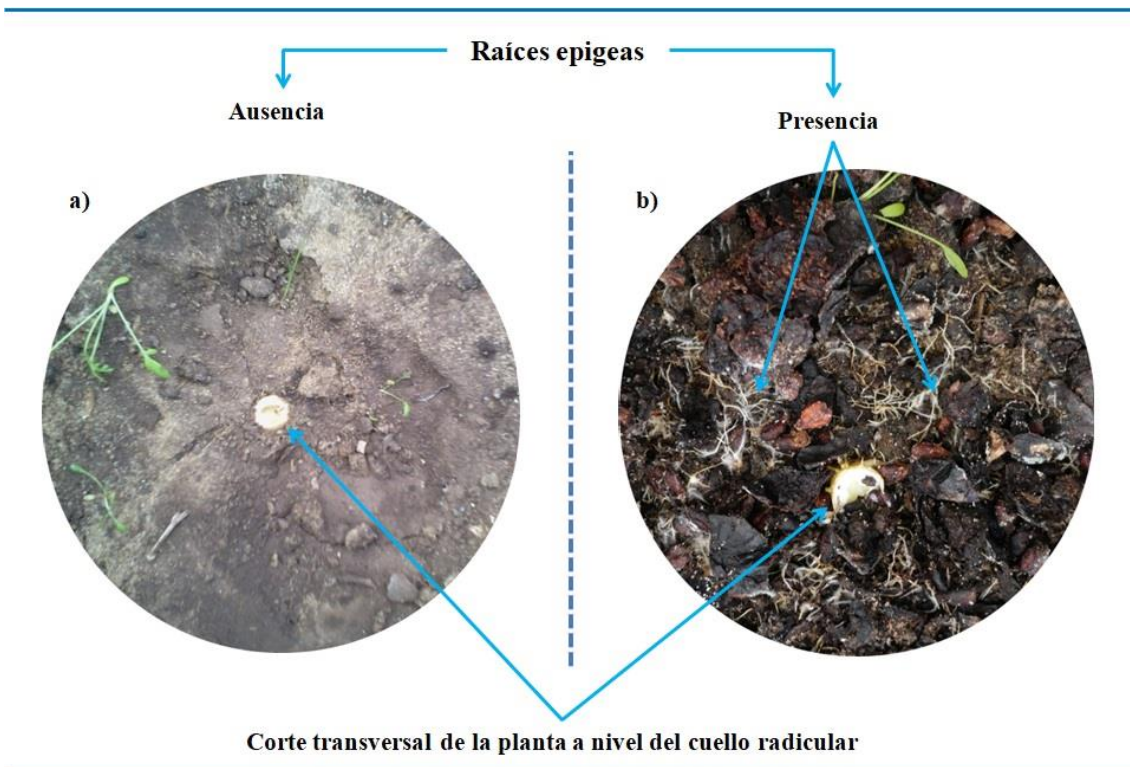 Raíces epigeas
Ausencia
Presencia
a)
b)
Corte transversal de la planta a nivel del cuello radicular